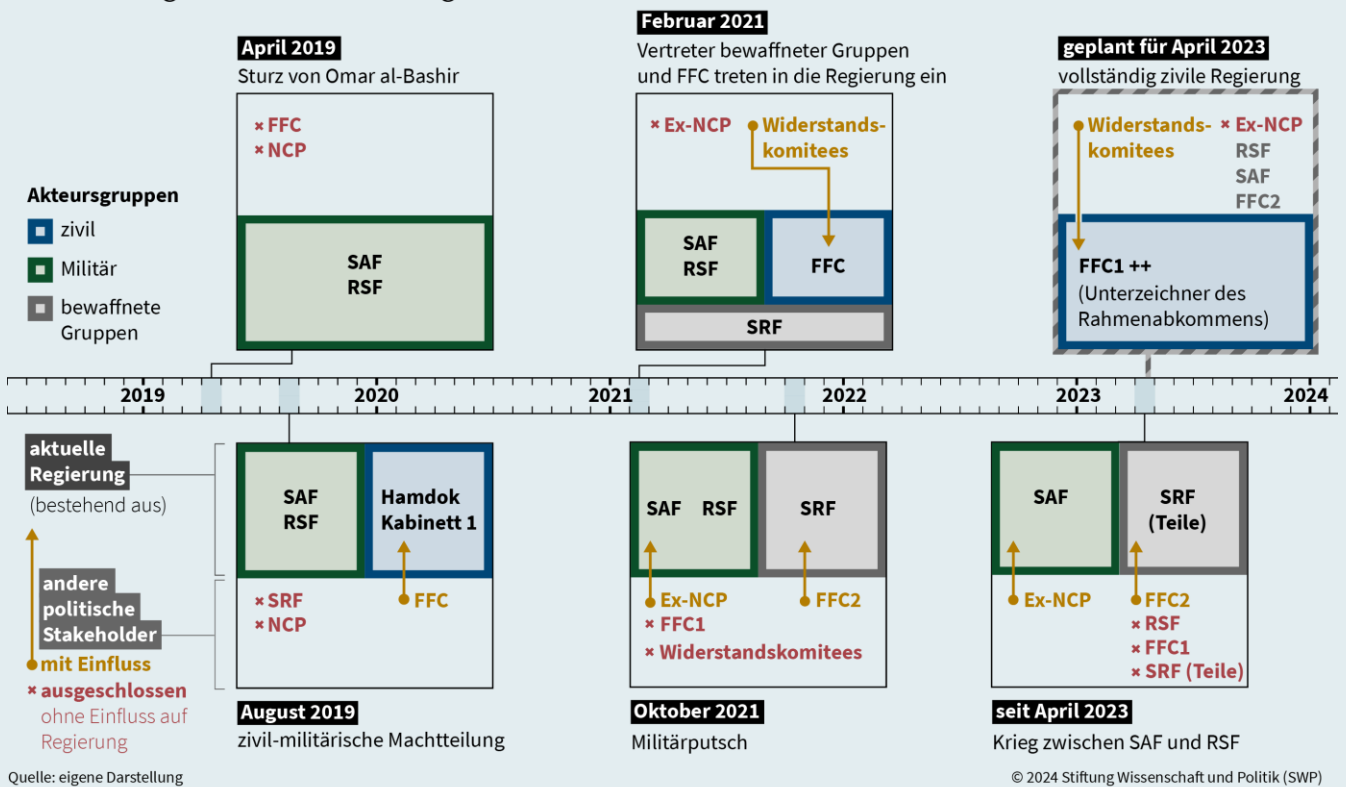 April 2019
Sturz von Omar al-Bashir
× FFC
× NCP
SAF
RSF
Februar 2021
Vertreter bewaffneter Gruppen
und FFC treten in die Regierung ein
× Ex-NCP
Widerstands-
komitees
SAF
RSF
FFC
SRF
geplant für April 2023
vollständig zivile Regierung
Widerstands-
komitees
× Ex-NCP
RSF
SAF
FFC2
FFC1 ++
(Unterzeichner des
Rahmenabkommens)
Akteursgruppen
zivil
Militär
bewaffnete
Gruppen
2019 2020 2021 2022 2023 2024
aktuelle
Regierung
(bestehend aus)
andere
politische
Stakeholder
mit Einfluss
× ausgeschlossen
ohne Einfluss auf
Regierung
SAF
RSF
Hamdok
Kabinett 1
× SRF
× NCP
FFC
August 2019
zivil-militärische Machtteilung
SAF RSF
SRF
Ex-NCP
FFC2
× FFC1
× Widerstandskomitees
Oktober 2021
Militärputsch
SAF
SRF
(Teile)
Ex-NCP
FFC2
× RSF
× FFC1
× SRF (Teile)
seit April 2023
Krieg zwischen SAF und RSF
Quelle: eigene Darstellung
© 2024 Stiftung Wissenschaft und Politik (SWP)